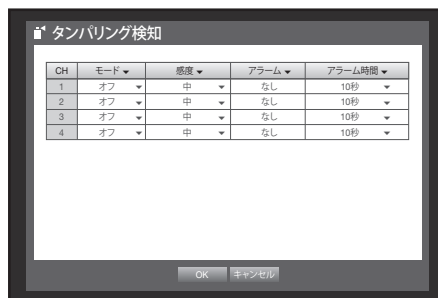 タンパリング検知
CH モード 感度 アラーム アラーム時間
1 オフ 中 なし 10秒
2 オフ 中 なし 10秒
3 オフ 中 なし 10秒
4 オフ 中 なし 10秒
OK キャンセル